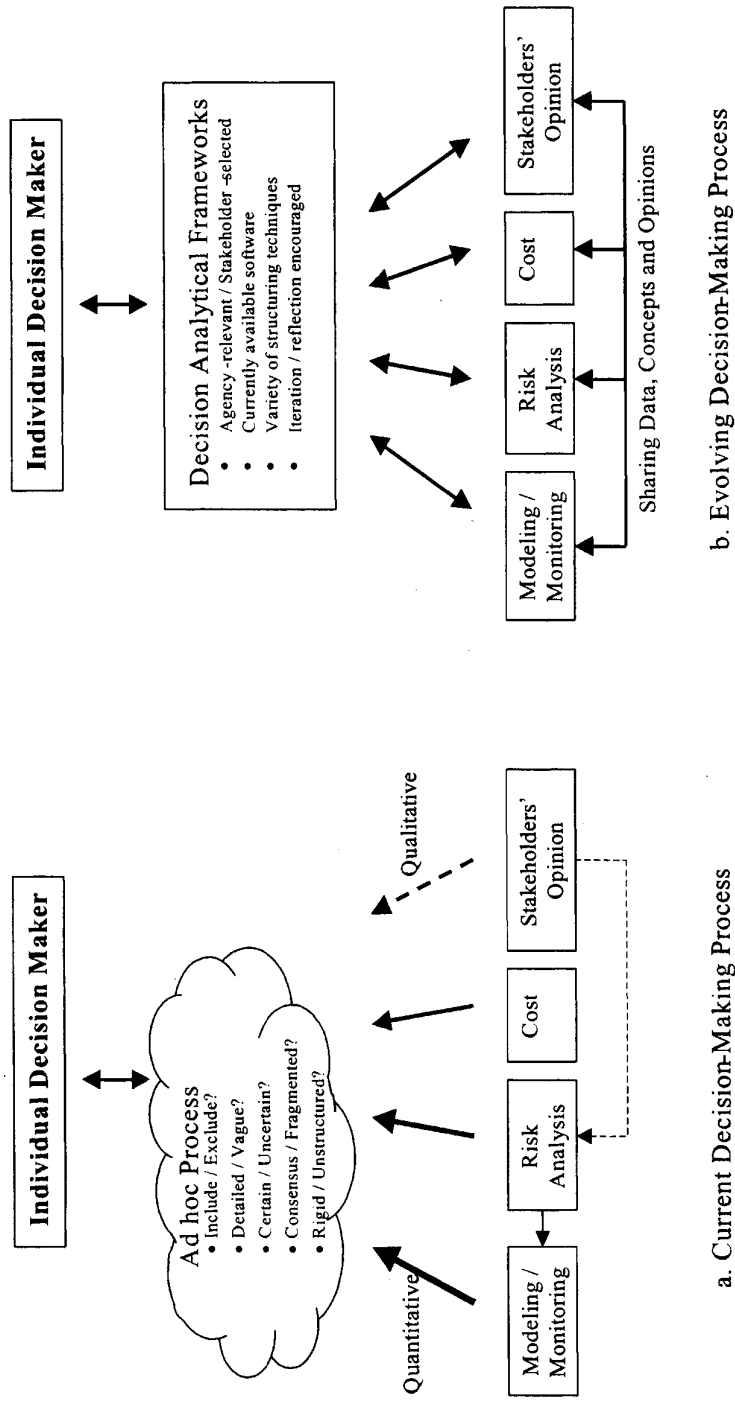 Individual Decision Maker
Ad hoc Process
• Include / Exclude?
• Detailed / Vague?
• Certain / Uncertain?
• Consensus / Fragmented?
• Rigid / Unstructured?
Quantitative
Qualitative
Modeling /
Monitoring
Risk
Analysis
Cost
Stakeholders'
Opinion
a. Current Decision-Making Process
Individual Decision Maker
Decision Analytical Frameworks
• Agency -relevant / Stakeholder -selected
• Currently available software
• Variety of structuring techniques
• Iteration / reflection encouraged
Modeling /
Monitoring
Risk
Analysis
Cost
Stakeholders'
Opinion
Sharing Data, Concepts and Opinions
b. Evolving Decision-Making Process